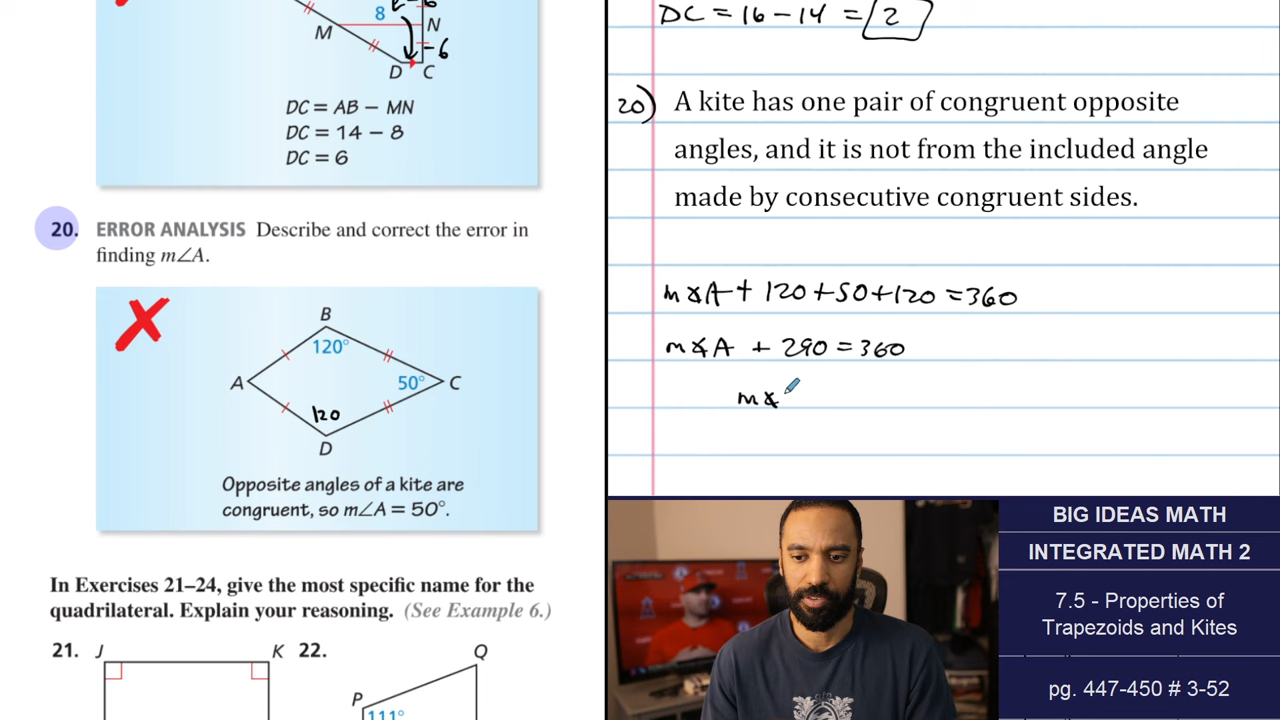 8
N
M
-6
D C
DC = AB − MN
DC = 14 − 8
DC = 6
20. ERROR ANALYSIS Describe and correct the error in
finding m∠A.
B
120°
A
50°
C
120
D
Opposite angles of a kite are
congruent, so m∠A = 50°.
In Exercises 21–24, give the most specific name for the
quadrilateral. Explain your reasoning. (See Example 6.)
21. J K 22. Q
P
111°
DC = 16 - 14 = 2
20) A kite has one pair of congruent opposite
angles, and it is not from the included angle
made by consecutive congruent sides.
m∡A + 120 + 50 + 120 = 360
m∡A + 290 = 360
m∡
BIG IDEAS MATH
INTEGRATED MATH 2
7.5 - Properties of
Trapezoids and Kites
pg. 447-450 # 3-52